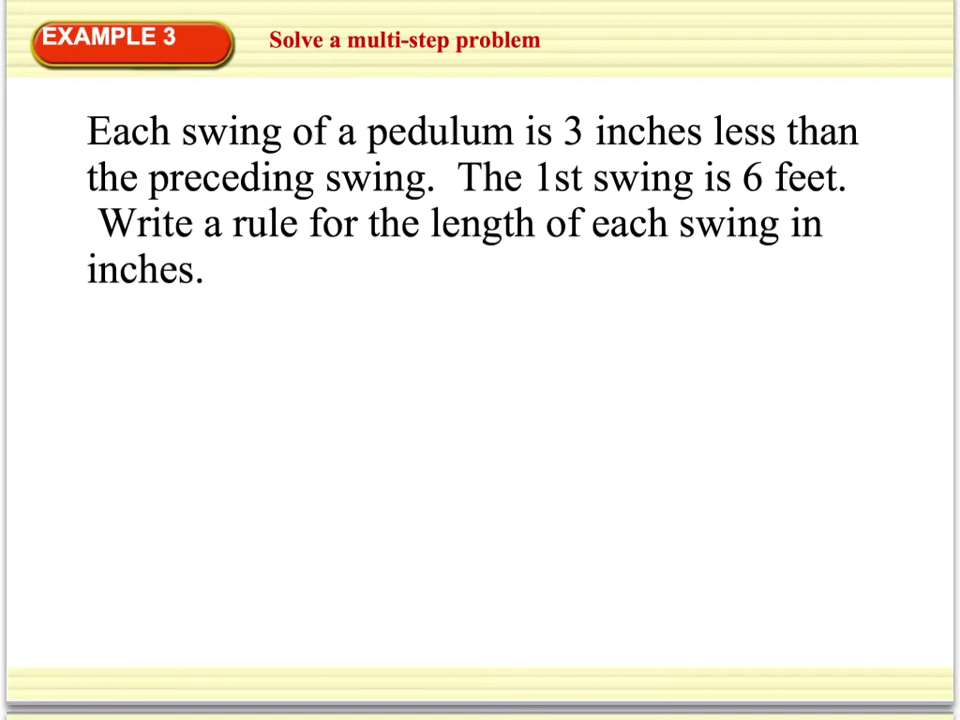 EXAMPLE 3
Solve a multi-step problem
Each swing of a pedulum is 3 inches less than
the preceding swing.  The 1st swing is 6 feet.
Write a rule for the length of each swing in
inches.